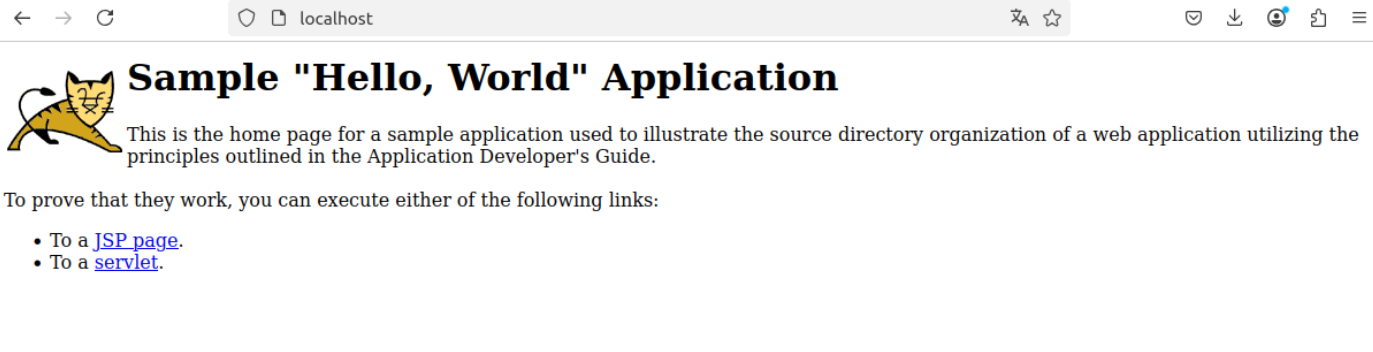 localhost
Sample "Hello, World" Application
This is the home page for a sample application used to illustrate the source directory organization of a web application utilizing the
principles outlined in the Application Developer's Guide.
To prove that they work, you can execute either of the following links:
• To a JSP page.
• To a servlet.